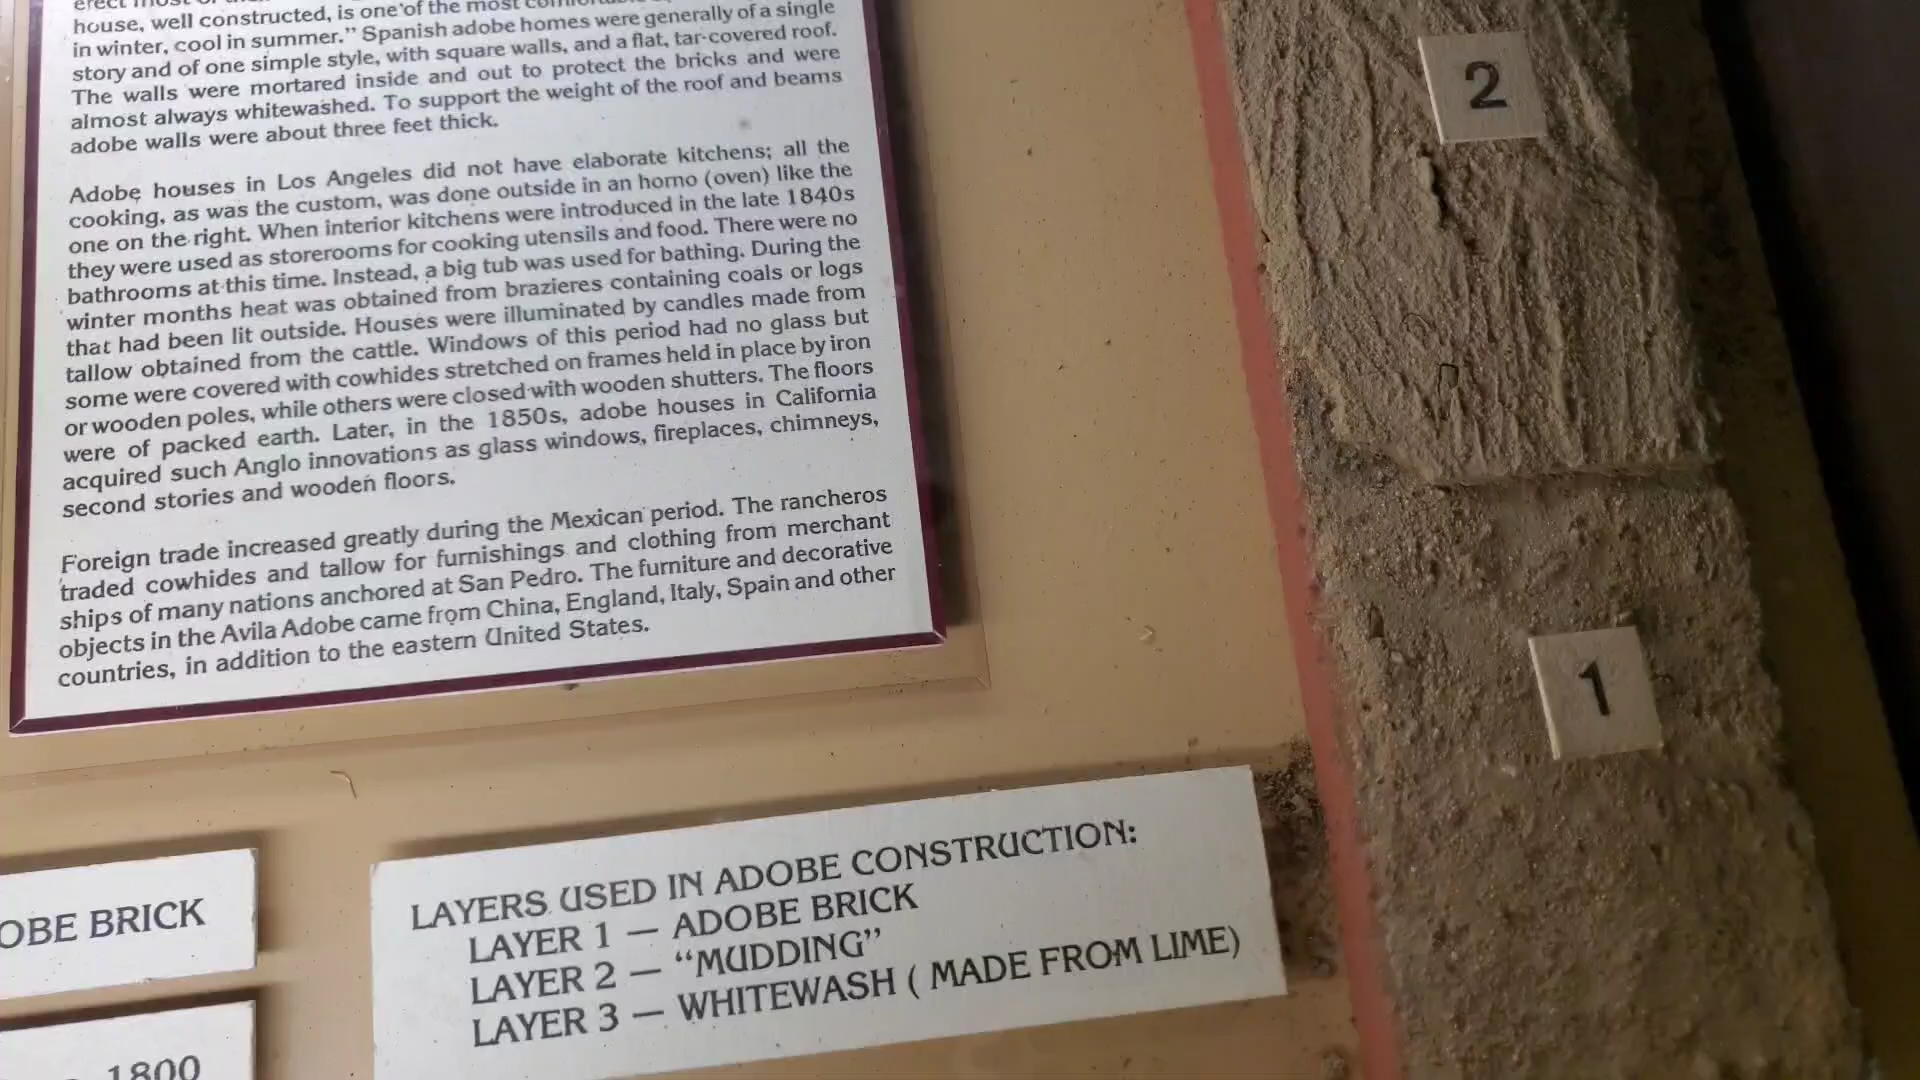 house, well constructed, is one of the most
in winter, cool in summer." Spanish adobe homes were generally of a single
story and of one simple style, with square walls, and a flat, tar-covered roof.
The walls were mortared inside and out to protect the bricks and were
almost always whitewashed. To support the weight of the roof and beams
adobe walls were about three feet thick.
Adobe houses in Los Angeles did not have elaborate kitchens; all the
cooking, as was the custom, was done outside in an horno (oven) like the
one on the right. When interior kitchens were introduced in the late 1840s
they were used as storerooms for cooking utensils and food. There were no
bathrooms at this time. Instead, a big tub was used for bathing. During the
winter months heat was obtained from brazieres containing coals or logs
that had been lit outside. Houses were illuminated by candles made from
tallow obtained from the cattle. Windows of this period had no glass but
some were covered with cowhides stretched on frames held in place by iron
or wooden poles, while others were closed with wooden shutters. The floors
were of packed earth. Later, in the 1850s, adobe houses in California
acquired such Anglo innovations as glass windows, fireplaces, chimneys,
second stories and wooden floors.
Foreign trade increased greatly during the Mexican period. The rancheros
traded cowhides and tallow for furnishings and clothing from merchant
ships of many nations anchored at San Pedro. The furniture and decorative
objects in the Avila Adobe came from China, England, Italy, Spain and other
countries, in addition to the eastern United States.
2
1
OBE BRICK
1800
LAYERS USED IN ADOBE CONSTRUCTION:
LAYER 1 — ADOBE BRICK
LAYER 2 — "MUDDING"
LAYER 3 — WHITEWASH ( MADE FROM LIME)